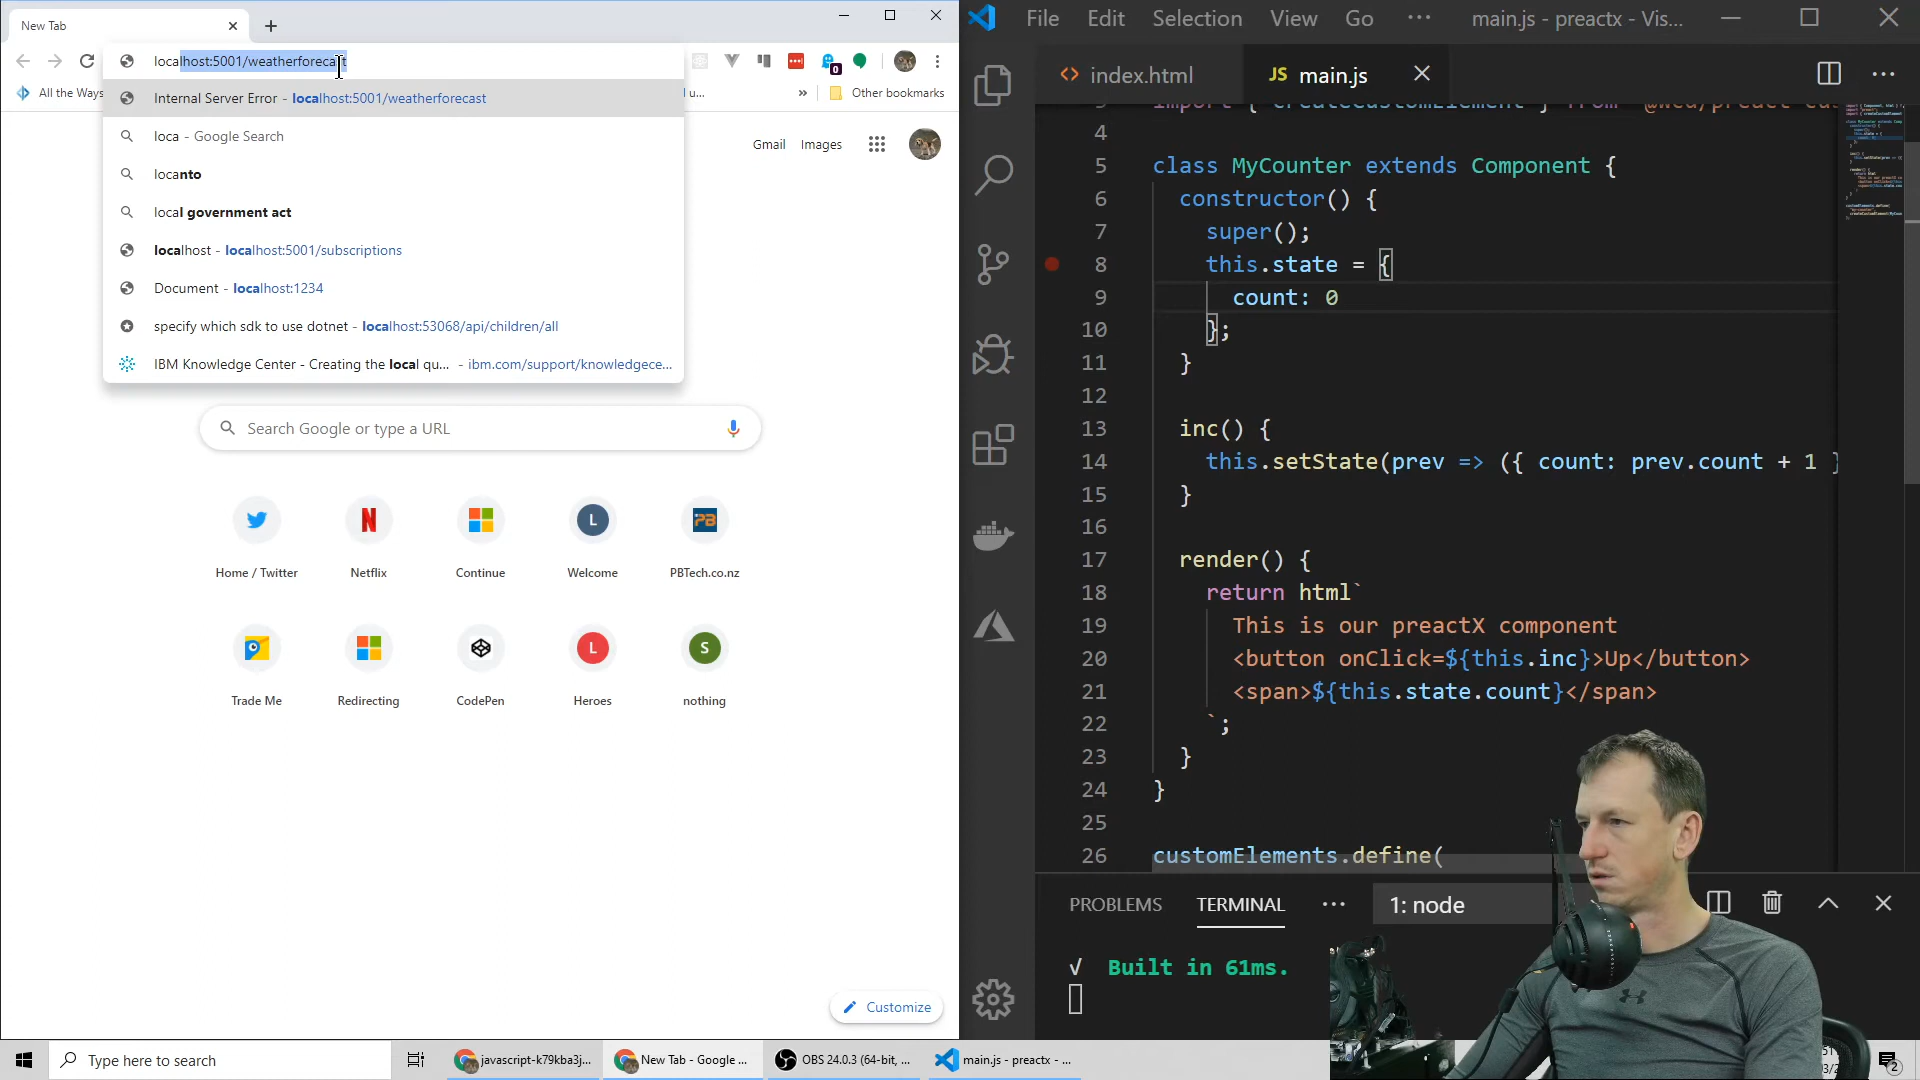 New Tab
localhost:5001/weatherforecast
All the Ways
u...
»
Other bookmarks
Internal Server Error - localhost:5001/weatherforecast
loca - Google Search
locanto
local government act
localhost - localhost:5001/subscriptions
Document - localhost:1234
specify which sdk to use dotnet - localhost:53068/api/children/all
IBM Knowledge Center - Creating the local qu... - ibm.com/support/knowledgece...
Gmail Images
Search Google or type a URL
Home / Twitter
Netflix
Continue
L
Welcome
PB
PBTech.co.nz
Trade Me
Redirecting
CodePen
L
Heroes
S
nothing
Customize
File Edit Selection View Go ··· main.js - preactx - Vis...
<> index.html
JS main.js
4
5 class MyCounter extends Component {
6 constructor() {
7 super();
8 this.state = {
9 count: 0
10 };
11 }
12
13 inc() {
14 this.setState(prev => ({ count: prev.count + 1 }
15 }
16
17 render() {
18 return html`
19 This is our preactX component
20 <button onClick=${this.inc}>Up</button>
21 <span>${this.state.count}</span>
22 `;
23 }
24 }
25
26 customElements.define(
PROBLEMS TERMINAL ··· 1: node
√ Built in 61ms.
Type here to search
javascript-k79kba3j...
New Tab - Google ...
OBS 24.0.3 (64-bit, ...
main.js - preactx - ...
2